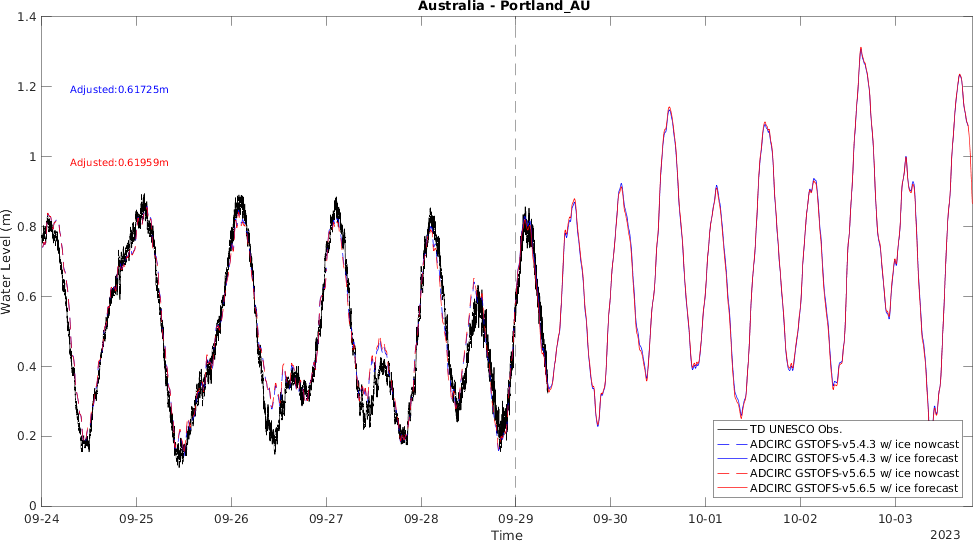 Australia - Portland_AU
1.4
1.2
1
0.8
0.6
0.4
0.2
0
Water Level (m)
Adjusted:0.61725m
Adjusted:0.61959m
TD UNESCO Obs.
ADCIRC GSTOFS-v5.4.3 w/ ice nowcast
ADCIRC GSTOFS-v5.4.3 w/ ice forecast
ADCIRC GSTOFS-v5.6.5 w/ ice nowcast
ADCIRC GSTOFS-v5.6.5 w/ ice forecast
09-24 09-25 09-26 09-27 09-28 09-29 09-30 10-01 10-02 10-03
Time
2023